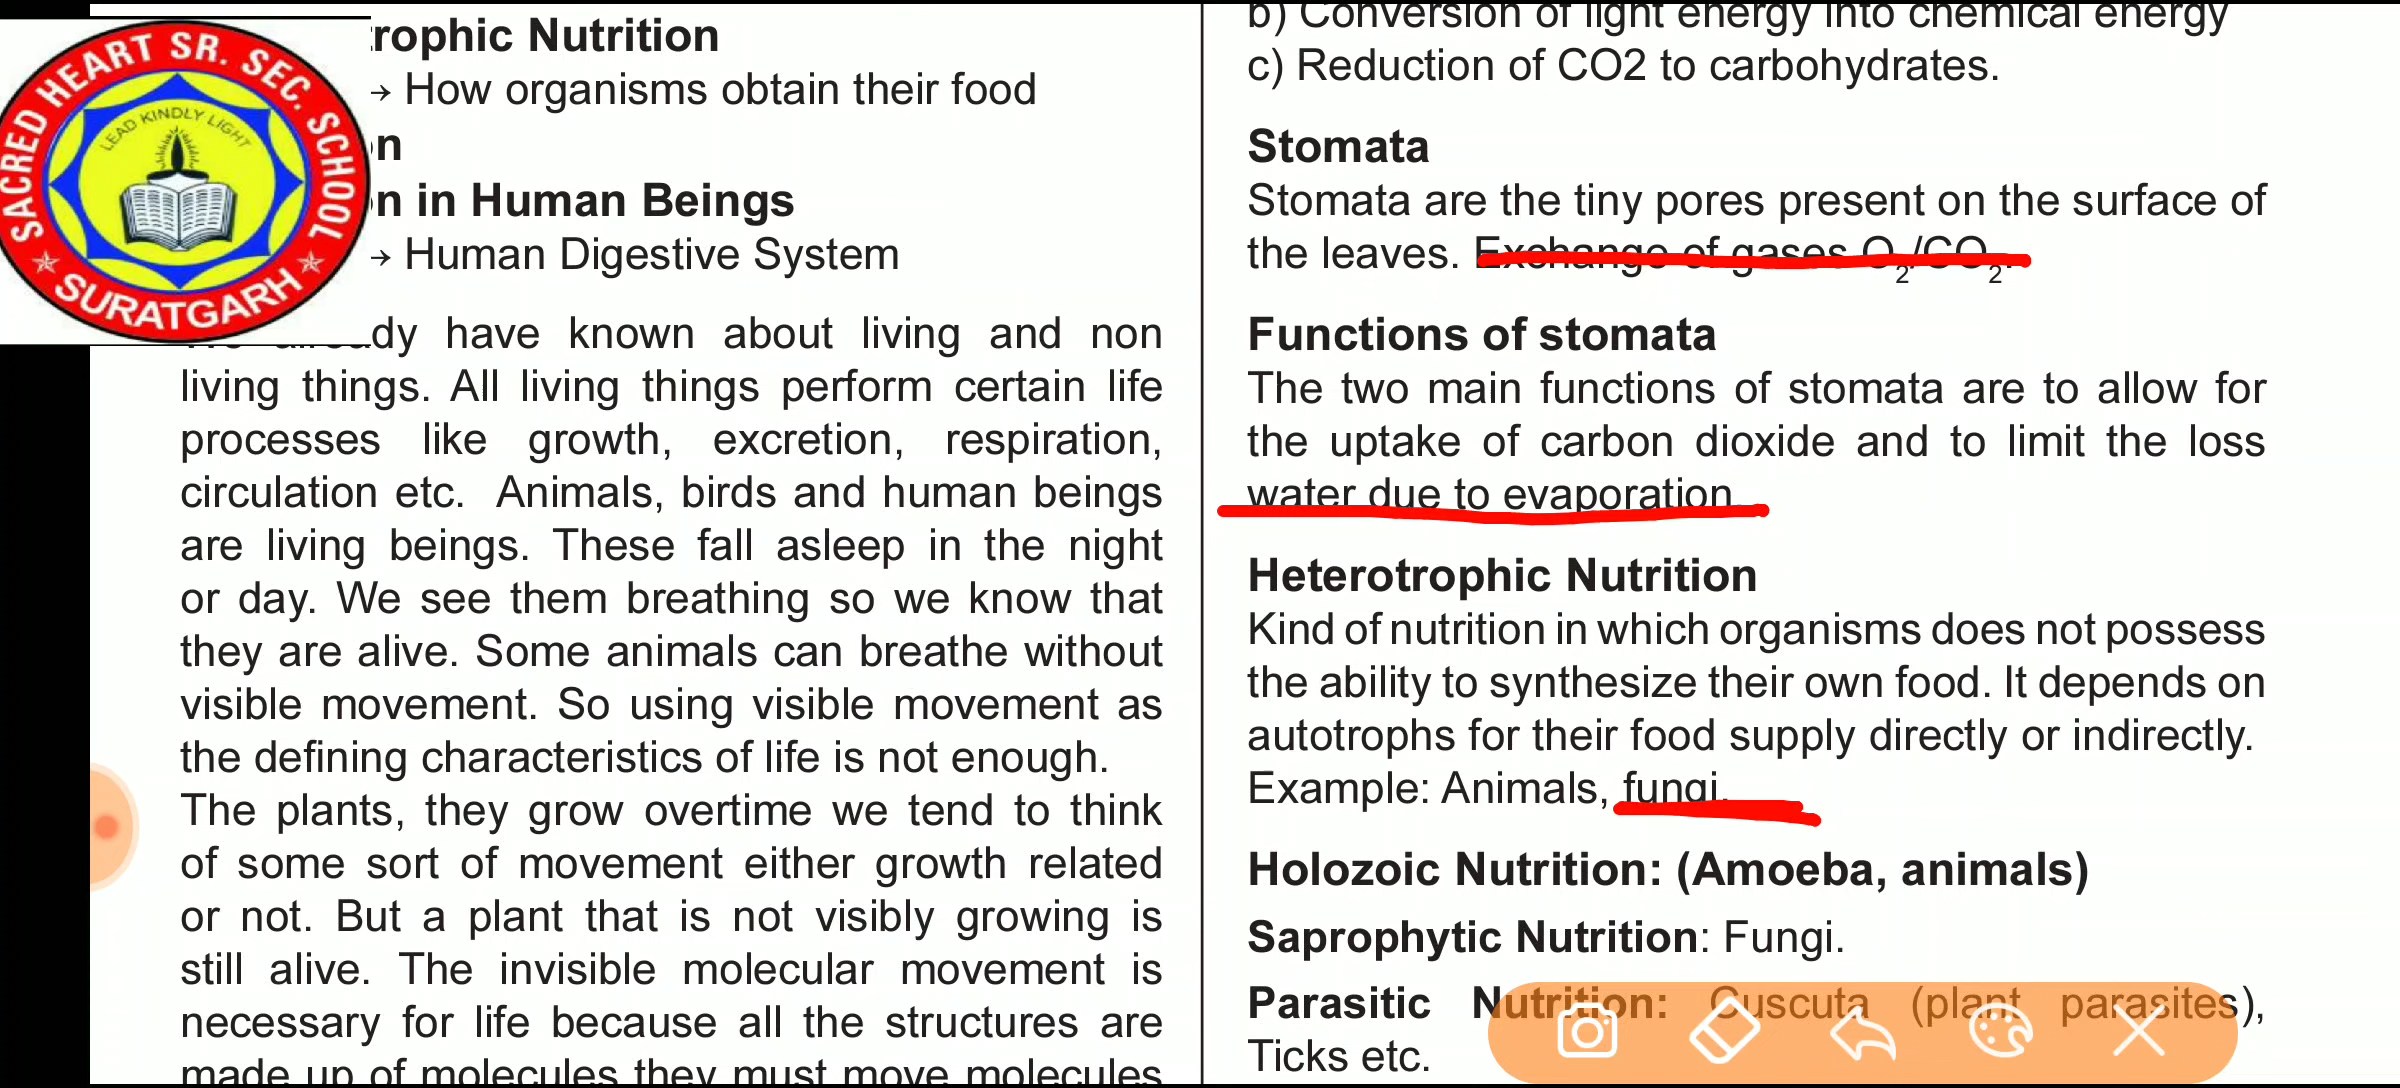 SACRED HEART SR. SEC. SCHOOL
LEAD KINDLY LIGHT
SURATGARH
trophic Nutrition
→ How organisms obtain their food
on
on in Human Beings
→ Human Digestive System
We already have known about living and non
living things. All living things perform certain life
processes like growth, excretion, respiration,
circulation etc. Animals, birds and human beings
are living beings. These fall asleep in the night
or day. We see them breathing so we know that
they are alive. Some animals can breathe without
visible movement. So using visible movement as
the defining characteristics of life is not enough.
The plants, they grow overtime we tend to think
of some sort of movement either growth related
or not. But a plant that is not visibly growing is
still alive. The invisible molecular movement is
necessary for life because all the structures are
made up of molecules they must move molecules
b) Conversion of light energy into chemical energy
c) Reduction of CO2 to carbohydrates.
Stomata
Stomata are the tiny pores present on the surface of
the leaves. Exchange of gases O₂/CO₂.
Functions of stomata
The two main functions of stomata are to allow for
the uptake of carbon dioxide and to limit the loss
water due to evaporation.
Heterotrophic Nutrition
Kind of nutrition in which organisms does not possess
the ability to synthesize their own food. It depends on
autotrophs for their food supply directly or indirectly.
Example: Animals, fungi.
Holozoic Nutrition: (Amoeba, animals)
Saprophytic Nutrition: Fungi.
Parasitic Nutrition: Cuscuta (plant parasites),
Ticks etc.